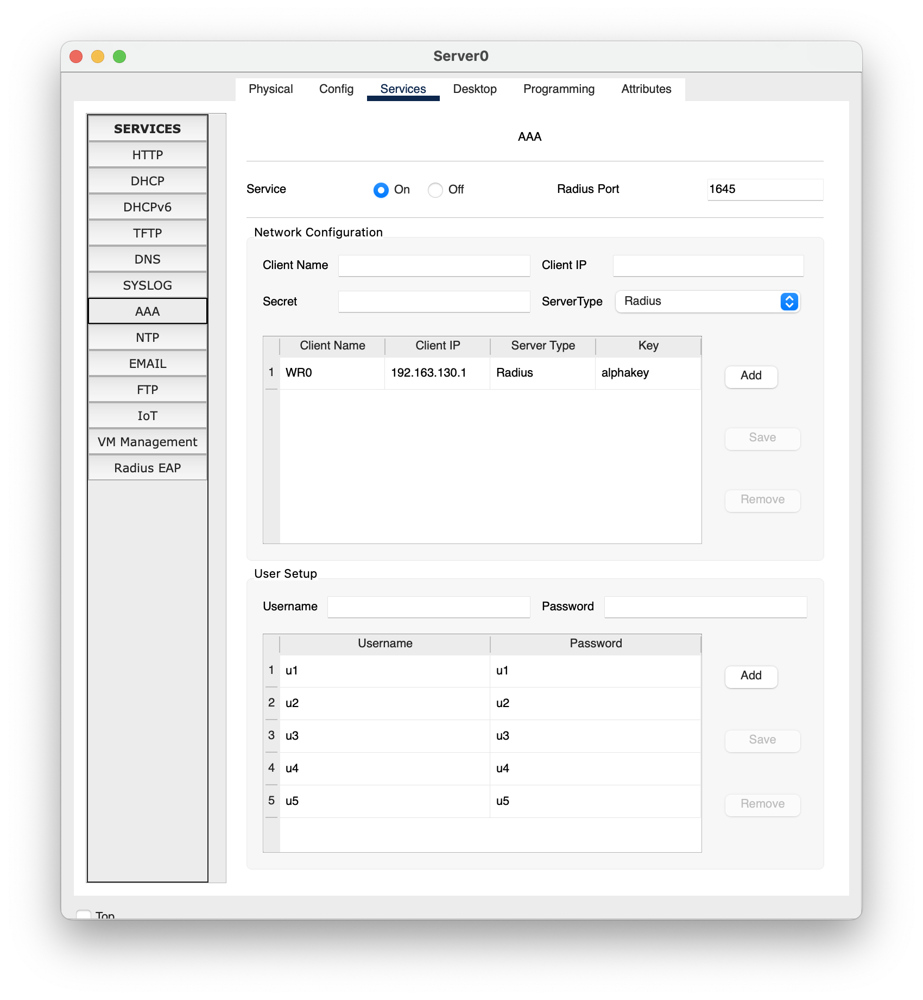 Server0
Physical Config Services Desktop Programming Attributes
SERVICES
HTTP
DHCP
DHCPv6
TFTP
DNS
SYSLOG
AAA
NTP
EMAIL
FTP
IoT
VM Management
Radius EAP
AAA
Service On Off Radius Port 1645
Network Configuration
Client Name Client IP
Secret ServerType Radius
Client Name Client IP Server Type Key
1 WR0 192.163.130.1 Radius alphakey
Add
Save
Remove
User Setup
Username Password
Username Password
1 u1 u1
2 u2 u2
3 u3 u3
4 u4 u4
5 u5 u5
Add
Save
Remove
Top